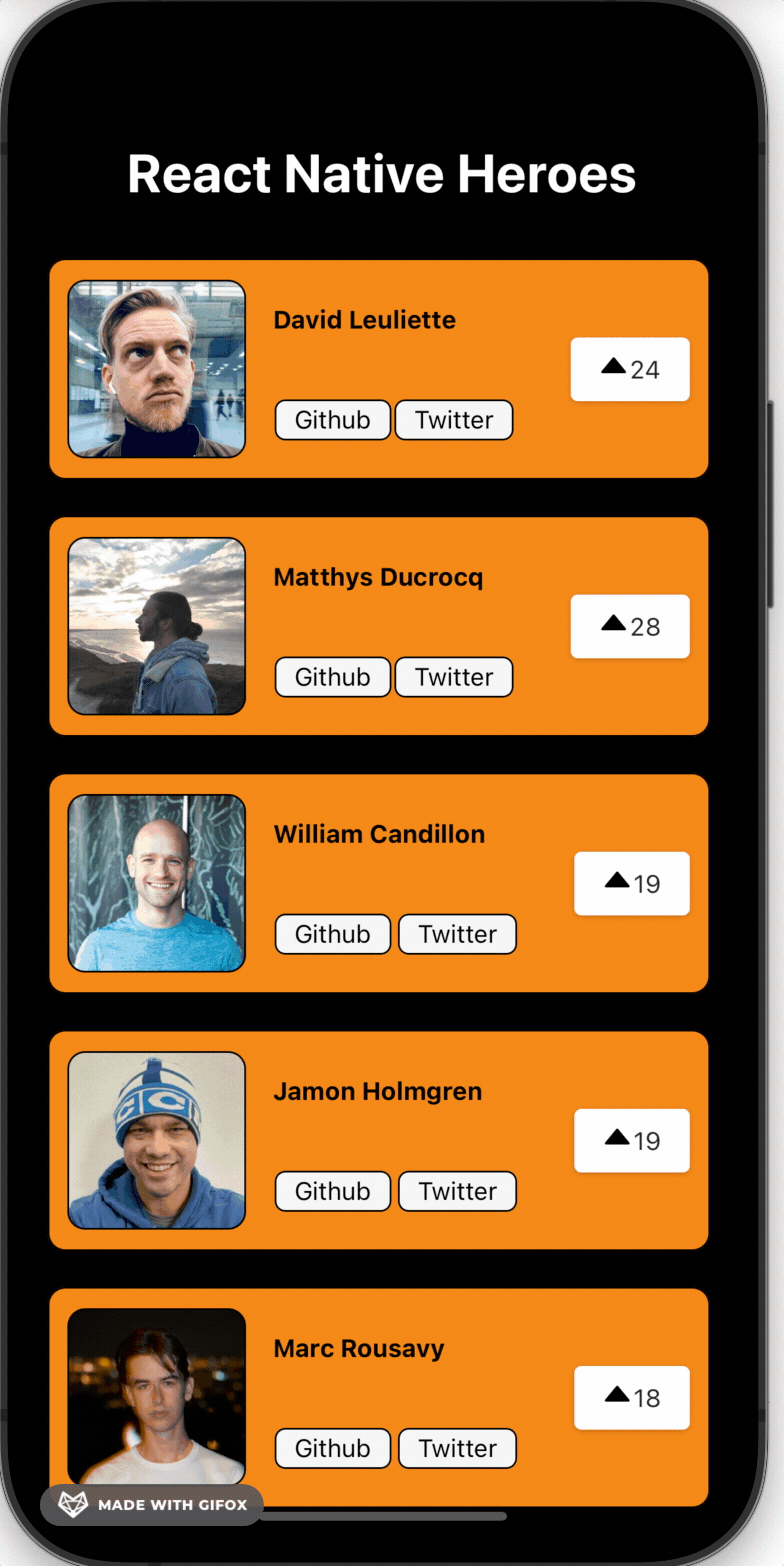 React Native Heroes
David Leuliette
24
Github Twitter
Matthys Ducrocq
28
Github Twitter
William Candillon
19
Github Twitter
Jamon Holmgren
19
Github Twitter
Marc Rousavy
18
Github Twitter
MADE WITH GIFOX